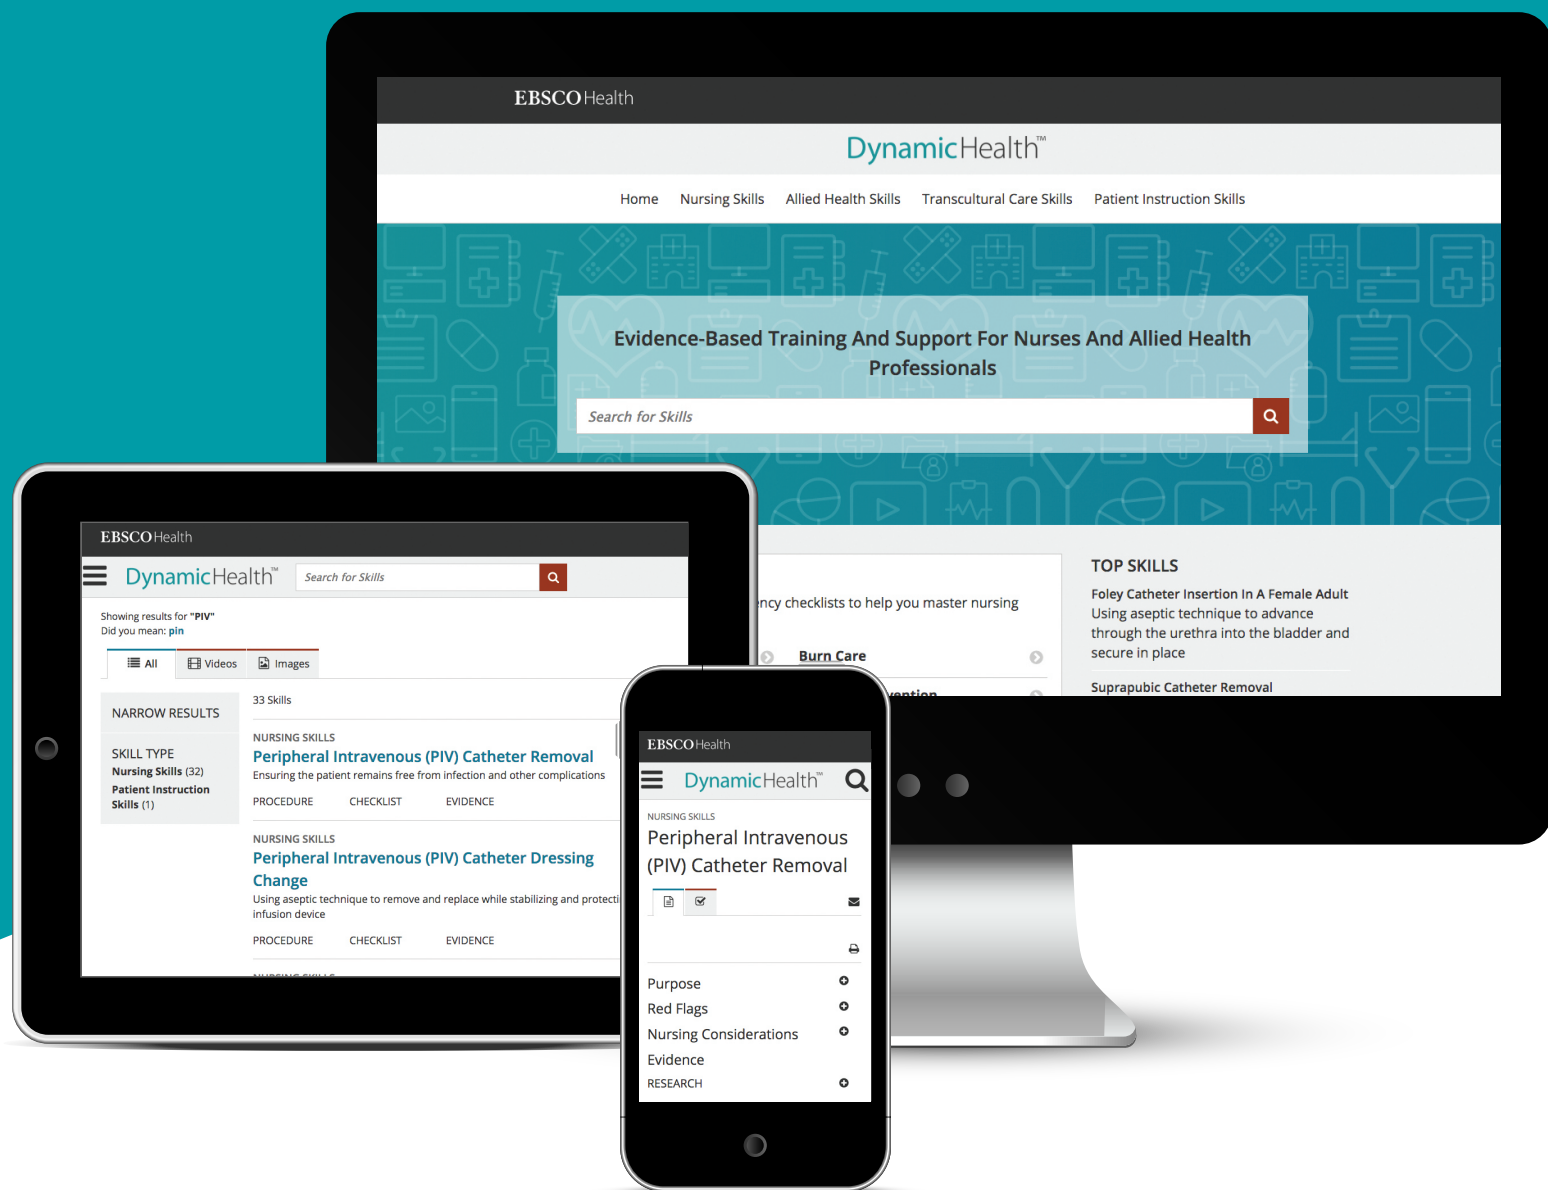 EBSCO Health
DynamicHealth™
Home Nursing Skills Allied Health Skills Transcultural Care Skills Patient Instruction Skills
Evidence-Based Training And Support For Nurses And Allied Health
Professionals
Search for Skills
checklists to help you master nursing
Burn Care
TOP SKILLS
Foley Catheter Insertion In A Female Adult
Using aseptic technique to advance
through the urethra into the bladder and
secure in place
Suprapubic Catheter Removal
EBSCO Health
DynamicHealth™
Search for Skills
Showing results for "PIV"
Did you mean: pin
All Videos Images
NARROW RESULTS
SKILL TYPE
Nursing Skills (32)
Patient Instruction
Skills (1)
33 Skills
NURSING SKILLS
Peripheral Intravenous (PIV) Catheter Removal
Ensuring the patient remains free from infection and other complications
PROCEDURE CHECKLIST EVIDENCE
NURSING SKILLS
Peripheral Intravenous (PIV) Catheter Dressing
Change
Using aseptic technique to remove and replace while stabilizing and
infusion device
PROCEDURE CHECKLIST EVIDENCE
EBSCO Health
DynamicHealth™
NURSING SKILLS
Peripheral Intravenous
(PIV) Catheter Removal
Purpose
Red Flags
Nursing Considerations
Evidence
RESEARCH